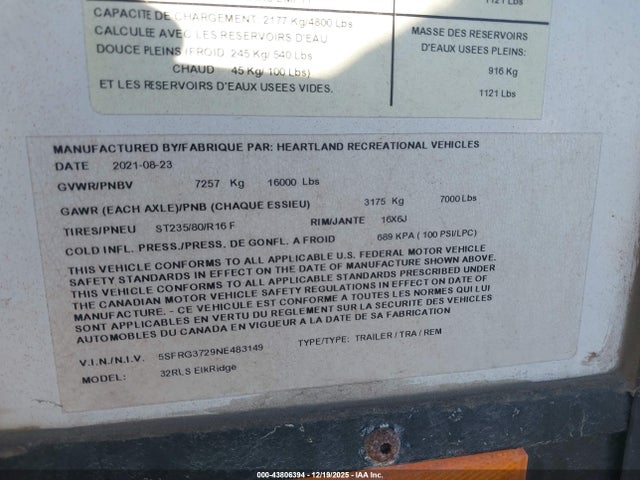 1121 Lbs
CAPACITE DE CHARGEMENT: 2177 Kg/4800 Lbs
CALCULEE AVEC LES RESERVOIRS D'EAU
DOUCE PLEINS (FROID: 245 Kg/ 540 Lbs
CHAUD 45 Kg/ 100 Lbs)
ET LES RESERVOIRS D'EAUX USEES VIDES.
MASSE DES RESERVOIRS
D'EAUX USEES PLEINS:
916 Kg
1121 Lbs
MANUFACTURED BY/FABRIQUE PAR: HEARTLAND RECREATIONAL VEHICLES
DATE 2021-08-23
GVWR/PNBV 7257 Kg 16000 Lbs
GAWR (EACH AXLE)/PNB (CHAQUE ESSIEU) 3175 Kg 7000 Lbs
TIRES/PNEU ST235/80/R16 F RIM/JANTE 16X6J
COLD INFL. PRESS./PRESS. DE GONFL. A FROID 689 KPA ( 100 PSI/LPC)
THIS VEHICLE CONFORMS TO ALL APPLICABLE U.S. FEDERAL MOTOR VEHICLE
SAFETY STANDARDS IN EFFECT ON THE DATE OF MANUFACTURE SHOWN ABOVE.
THIS VEHICLE CONFORMS TO ALL APPLICABLE STANDARDS PRESCRIBED UNDER
THE CANADIAN MOTOR VEHICLE SAFETY REGULATIONS IN EFFECT ON DATE OF
MANUFACTURE. - CE VEHICULE EST CONFORME A TOUTES LES NORMES QUI LUI
SONT APPLICABLES EN VERTU DU REGLEMENT SUR LA SECURITE DES VEHICLES
AUTOMOBILES DU CANADA EN VIGUEUR A LA DATE DE SA FABRICATION
V.I.N./N.I.V. 5SFRG3729NE483149 TYPE/TYPE: TRAILER / TRA / REM
MODEL: 32RLS ElkRidge
000-43806394 - 12/19/2025 - IAA Inc.